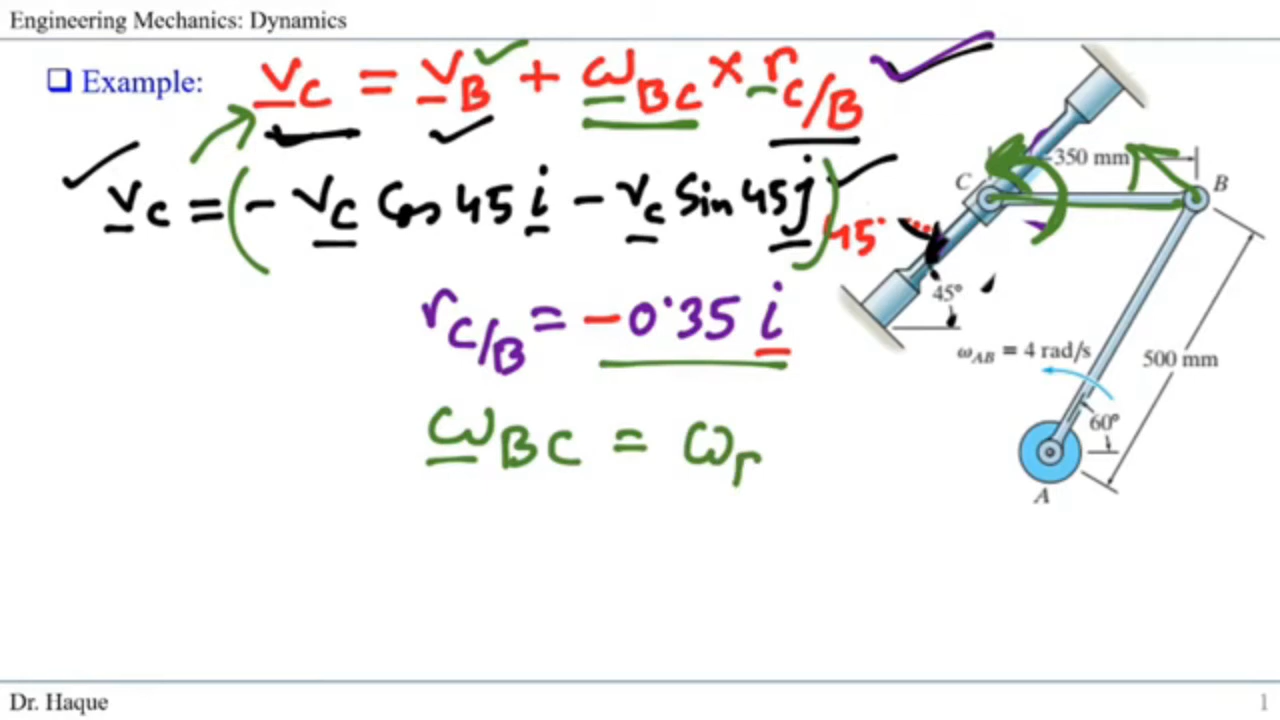 Engineering Mechanics: Dynamics
❑ Example: v_C = v_B + ω_BC × r_C/B
v_C = (- v_C Cos 45 i - v_C Sin 45 j)
45°
r_C/B = -0.35 i
ω_BC = ω_r
350 mm
C
B
45°
ω_AB = 4 rad/s
500 mm
60°
A
Dr. Haque
1